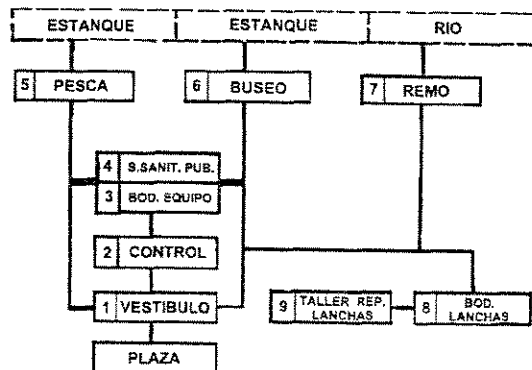 ESTANQUE ESTANQUE RIO
5 PESCA 6 BUSEO 7 REMO
4 S.SANIT. PUB.
3 BOD. EQUIPO
2 CONTROL
1 VESTIBULO
9 TALLER REP. LANCHAS
8 BOD. LANCHAS
PLAZA